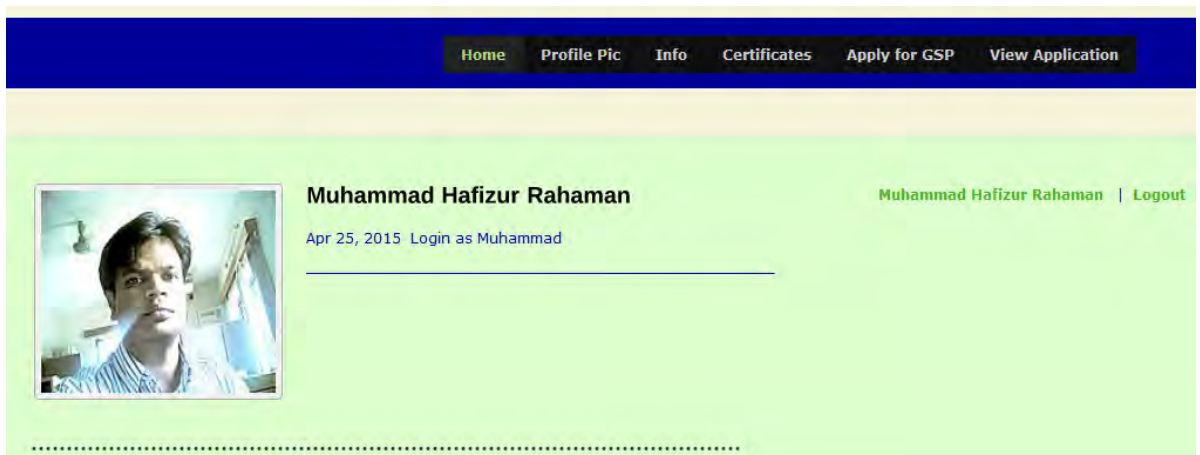 Home Profile Pic Info Certificates Apply for GSP View Application
Muhammad Hafizur Rahaman
Muhammad Hafizur Rahaman | Logout
Apr 25, 2015 Login as Muhammad